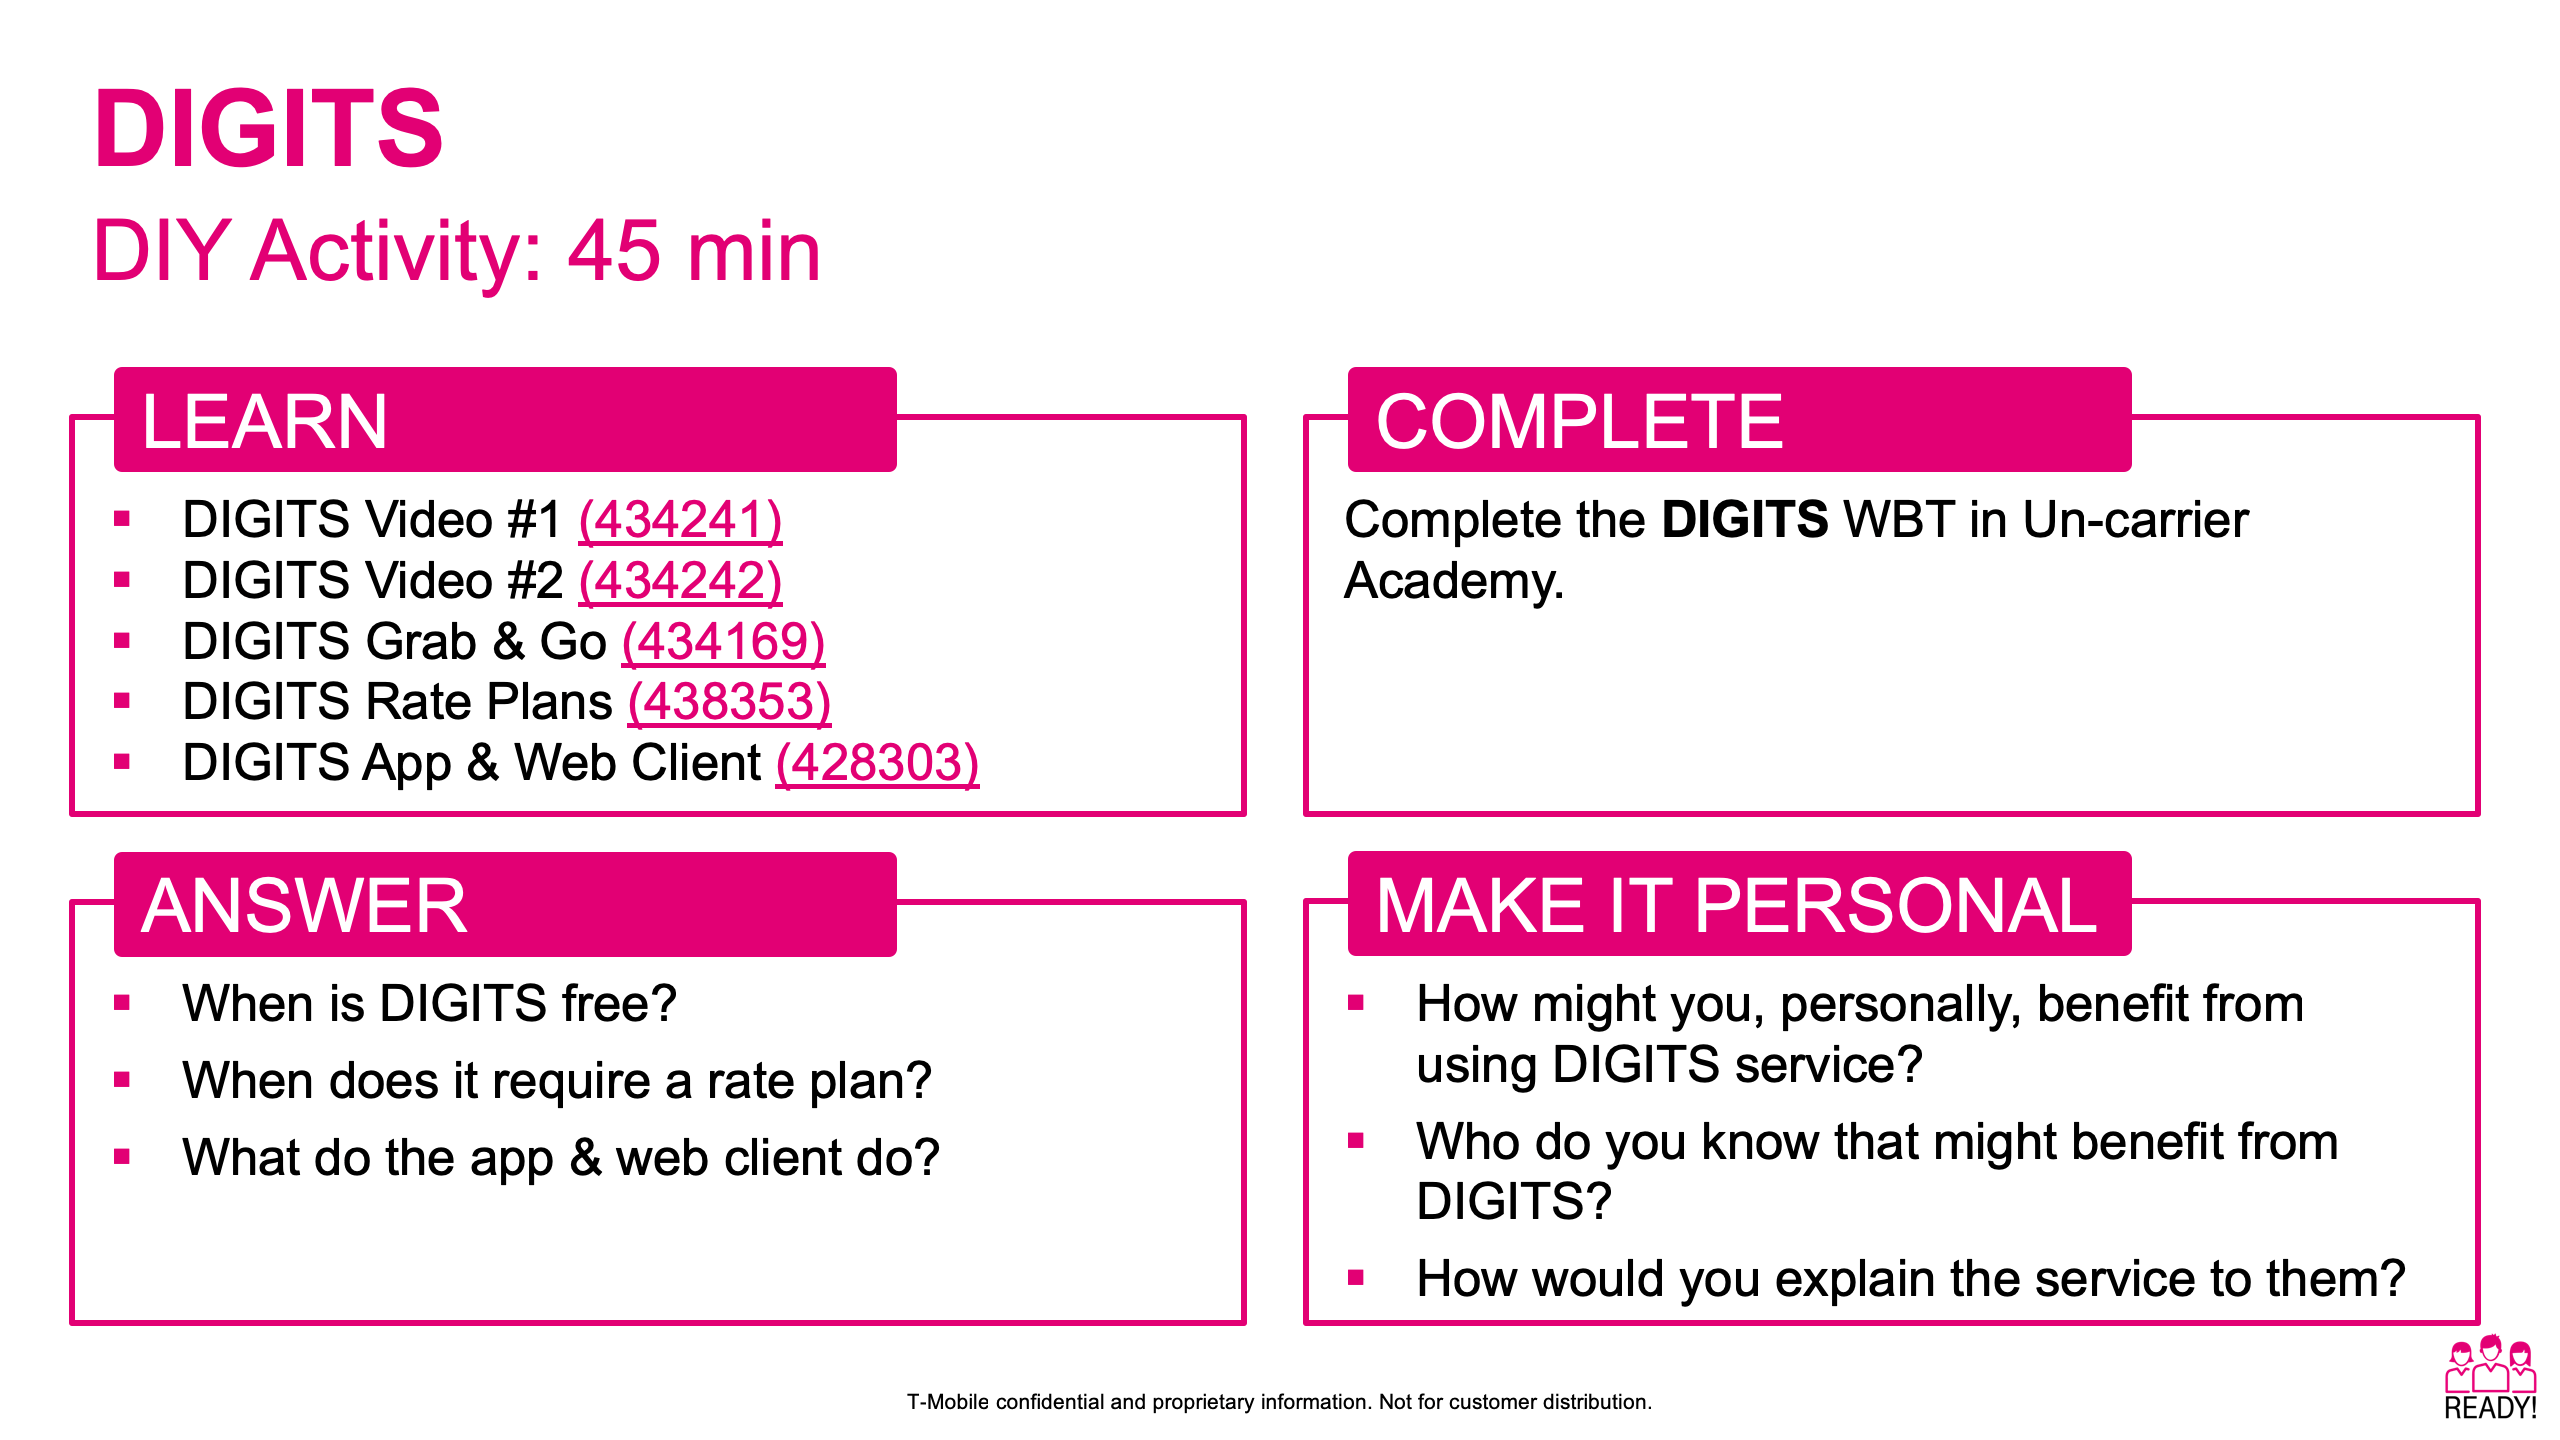 DIGITS
DIY Activity: 45 min
LEARN
▪ DIGITS Video #1 (434241)
▪ DIGITS Video #2 (434242)
▪ DIGITS Grab & Go (434169)
▪ DIGITS Rate Plans (438353)
▪ DIGITS App & Web Client (428303)
COMPLETE
Complete the DIGITS WBT in Un-carrier
Academy.
ANSWER
▪ When is DIGITS free?
▪ When does it require a rate plan?
▪ What do the app & web client do?
MAKE IT PERSONAL
▪ How might you, personally, benefit from
using DIGITS service?
▪ Who do you know that might benefit from
DIGITS?
▪ How would you explain the service to them?
T-Mobile confidential and proprietary information. Not for customer distribution.
READY!